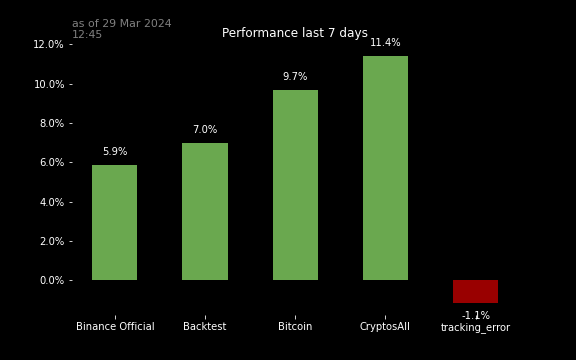 as of 29 Mar 2024
12:45
Performance last 7 days
12.0%
10.0%
8.0%
6.0%
4.0%
2.0%
0.0%
5.9%
7.0%
9.7%
11.4%
-1.1%
Binance Official
Backtest
Bitcoin
CryptosAll
tracking_error